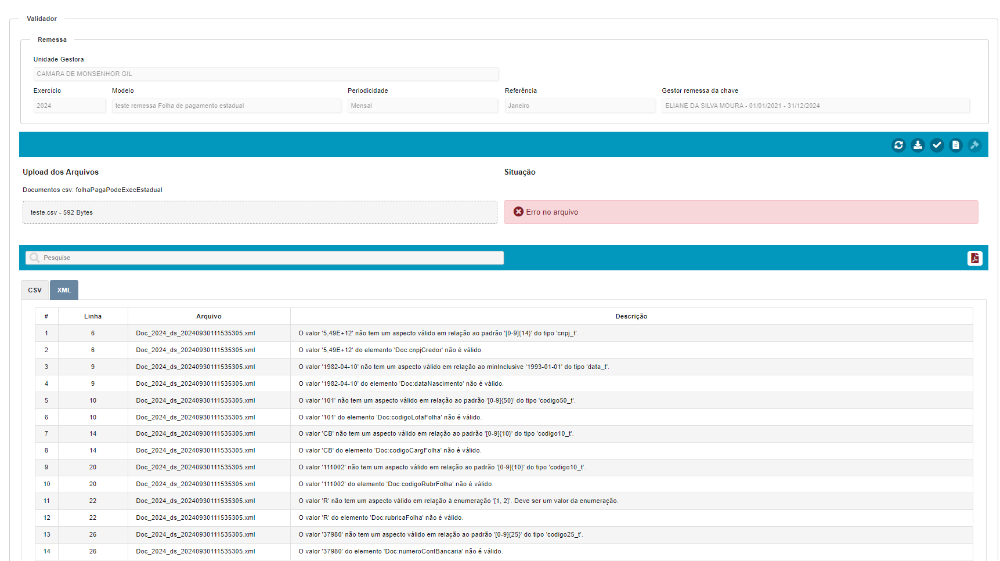 Validador
Remessa
Unidade Gestora
CAMARA DE MONSENHOR GIL
Exercício Modelo Periodicidade Referência Gestor remessa da chave
2024 teste remessa Folha de pagamento estadual Mensal Janeiro ELIANE DA SILVA MOURA - 01/01/2021 - 31/12/2024
Upload dos Arquivos Situação
Documentos csv: folhaPagaPodeExecEstadual
teste.csv - 592 Bytes Erro no arquivo
Pesquise
CSV XML
# Linha Arquivo Descrição
1 6 Doc_2024_ds_20240930111535305.xml O valor '5,49E+12' não tem um aspecto válido em relação ao padrão '[0-9]{14}' do tipo 'cnpj_t'.
2 6 Doc_2024_ds_20240930111535305.xml O valor '5,49E+12' do elemento 'Doc:cnpjCredor' não é válido.
3 9 Doc_2024_ds_20240930111535305.xml O valor '1982-04-10' não tem um aspecto válido em relação ao minInclusive '1993-01-01' do tipo 'data_t'.
4 9 Doc_2024_ds_20240930111535305.xml O valor '1982-04-10' do elemento 'Doc:dataNascimento' não é válido.
5 10 Doc_2024_ds_20240930111535305.xml O valor '101' não tem um aspecto válido em relação ao padrão '[0-9]{50}' do tipo 'codigo50_t'.
6 10 Doc_2024_ds_20240930111535305.xml O valor '101' do elemento 'Doc:codigoLotaFolha' não é válido.
7 14 Doc_2024_ds_20240930111535305.xml O valor 'CB' não tem um aspecto válido em relação ao padrão '[0-9]{10}' do tipo 'codigo10_t'.
8 14 Doc_2024_ds_20240930111535305.xml O valor 'CB' do elemento 'Doc:codigoCargFolha' não é válido.
9 20 Doc_2024_ds_20240930111535305.xml O valor '111002' não tem um aspecto válido em relação ao padrão '[0-9]{10}' do tipo 'codigo10_t'.
10 20 Doc_2024_ds_20240930111535305.xml O valor '111002' do elemento 'Doc:codigoRubrFolha' não é válido.
11 22 Doc_2024_ds_20240930111535305.xml O valor 'R' não tem um aspecto válido em relação à enumeração '[1, 2]'. Deve ser um valor da enumeração.
12 22 Doc_2024_ds_20240930111535305.xml O valor 'R' do elemento 'Doc:rubricaFolha' não é válido.
13 26 Doc_2024_ds_20240930111535305.xml O valor '37980' não tem um aspecto válido em relação ao padrão '[0-9]{25}' do tipo 'codigo25_t'.
14 26 Doc_2024_ds_20240930111535305.xml O valor '37980' do elemento 'Doc:numeroContBancaria' não é válido.